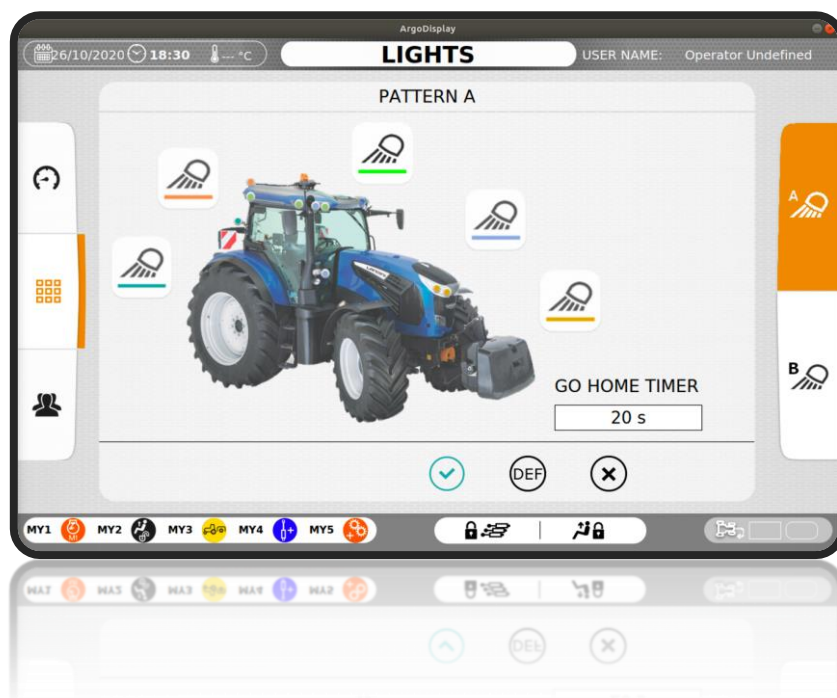 ArgoDisplay
26/10/2020 18:30 --- °C
LIGHTS
USER NAME: Operator Undefined
PATTERN A
A
B
GO HOME TIMER
20 s
DEF
MY1 MY2 MY3 MY4 MY5